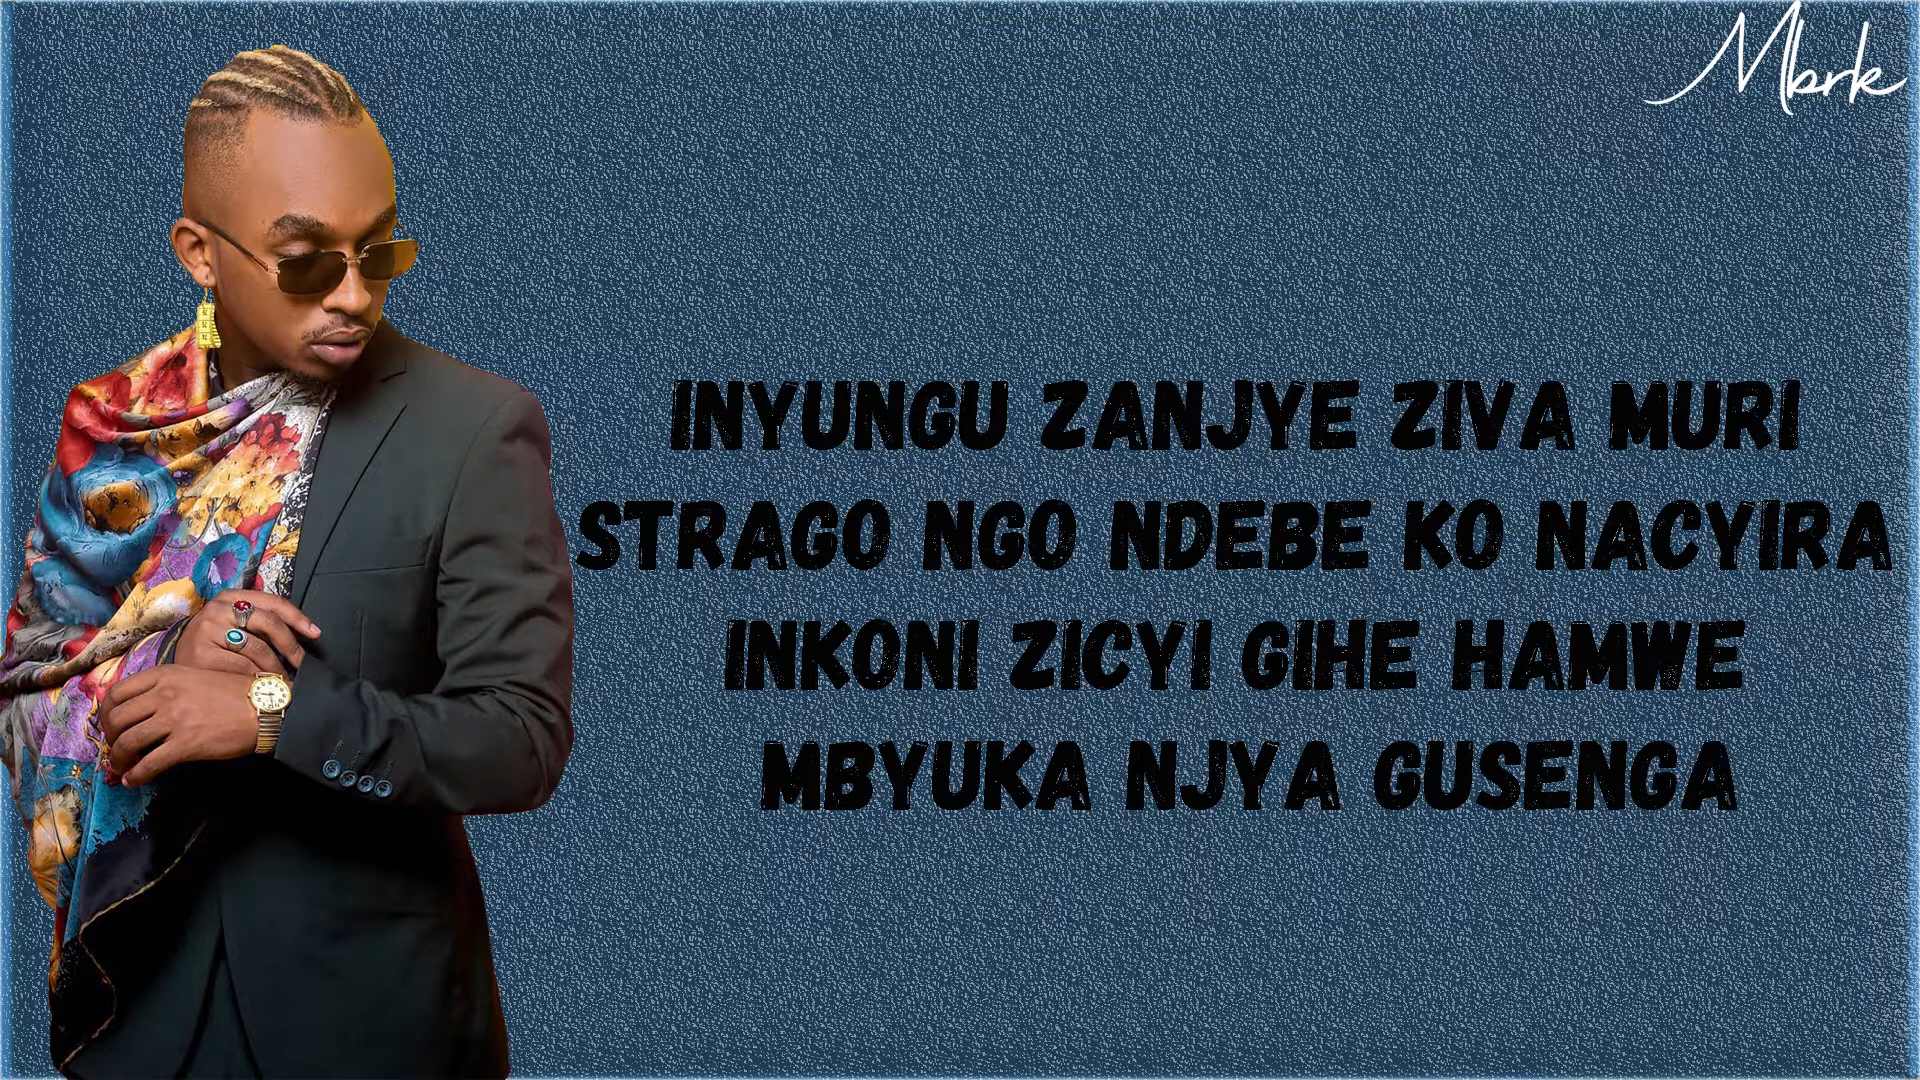 Mbrk
INYUNGU ZANJYE ZIVA MURI
STRAGO NGO NDEBE KO NACYIRA
INKONI ZICYI GIHE HAMWE
MBYUKA NJYA GUSENGA